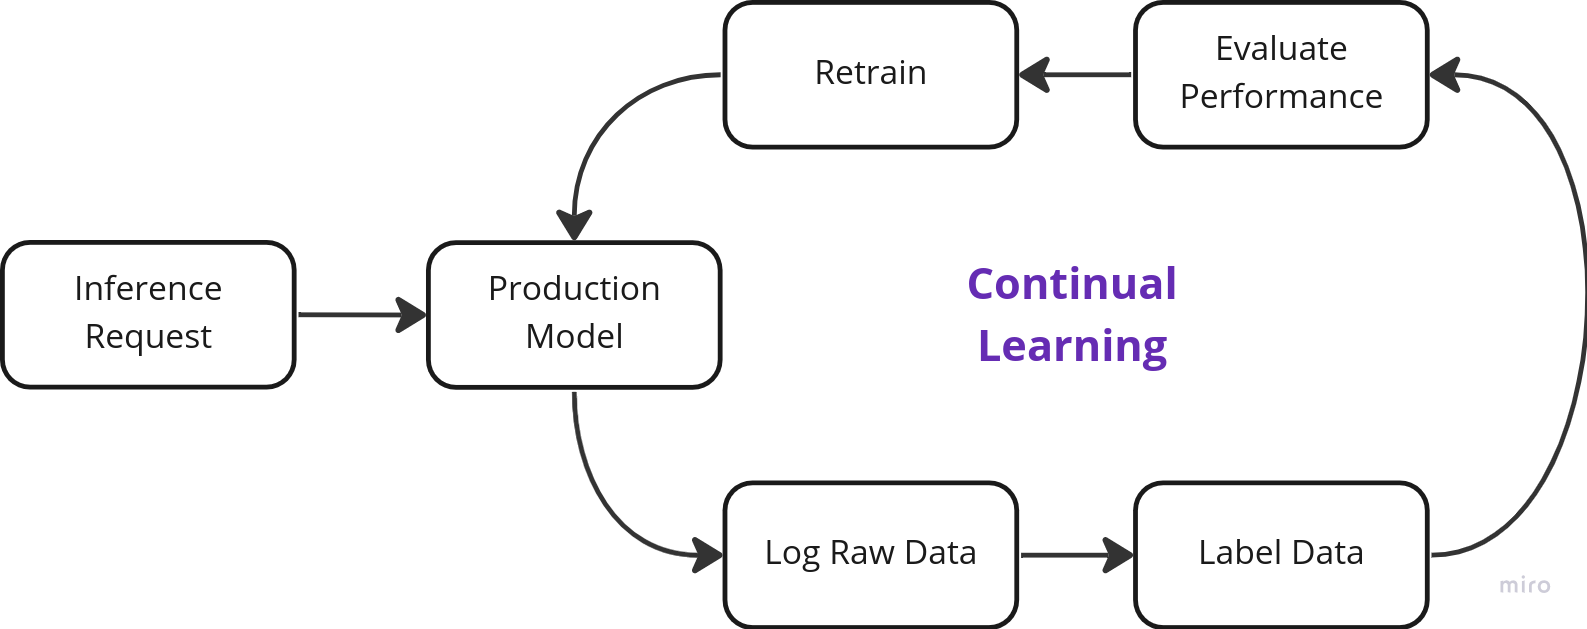 Retrain
Evaluate
Performance
Inference
Request
Production
Model
Continual
Learning
Log Raw Data
Label Data
miro